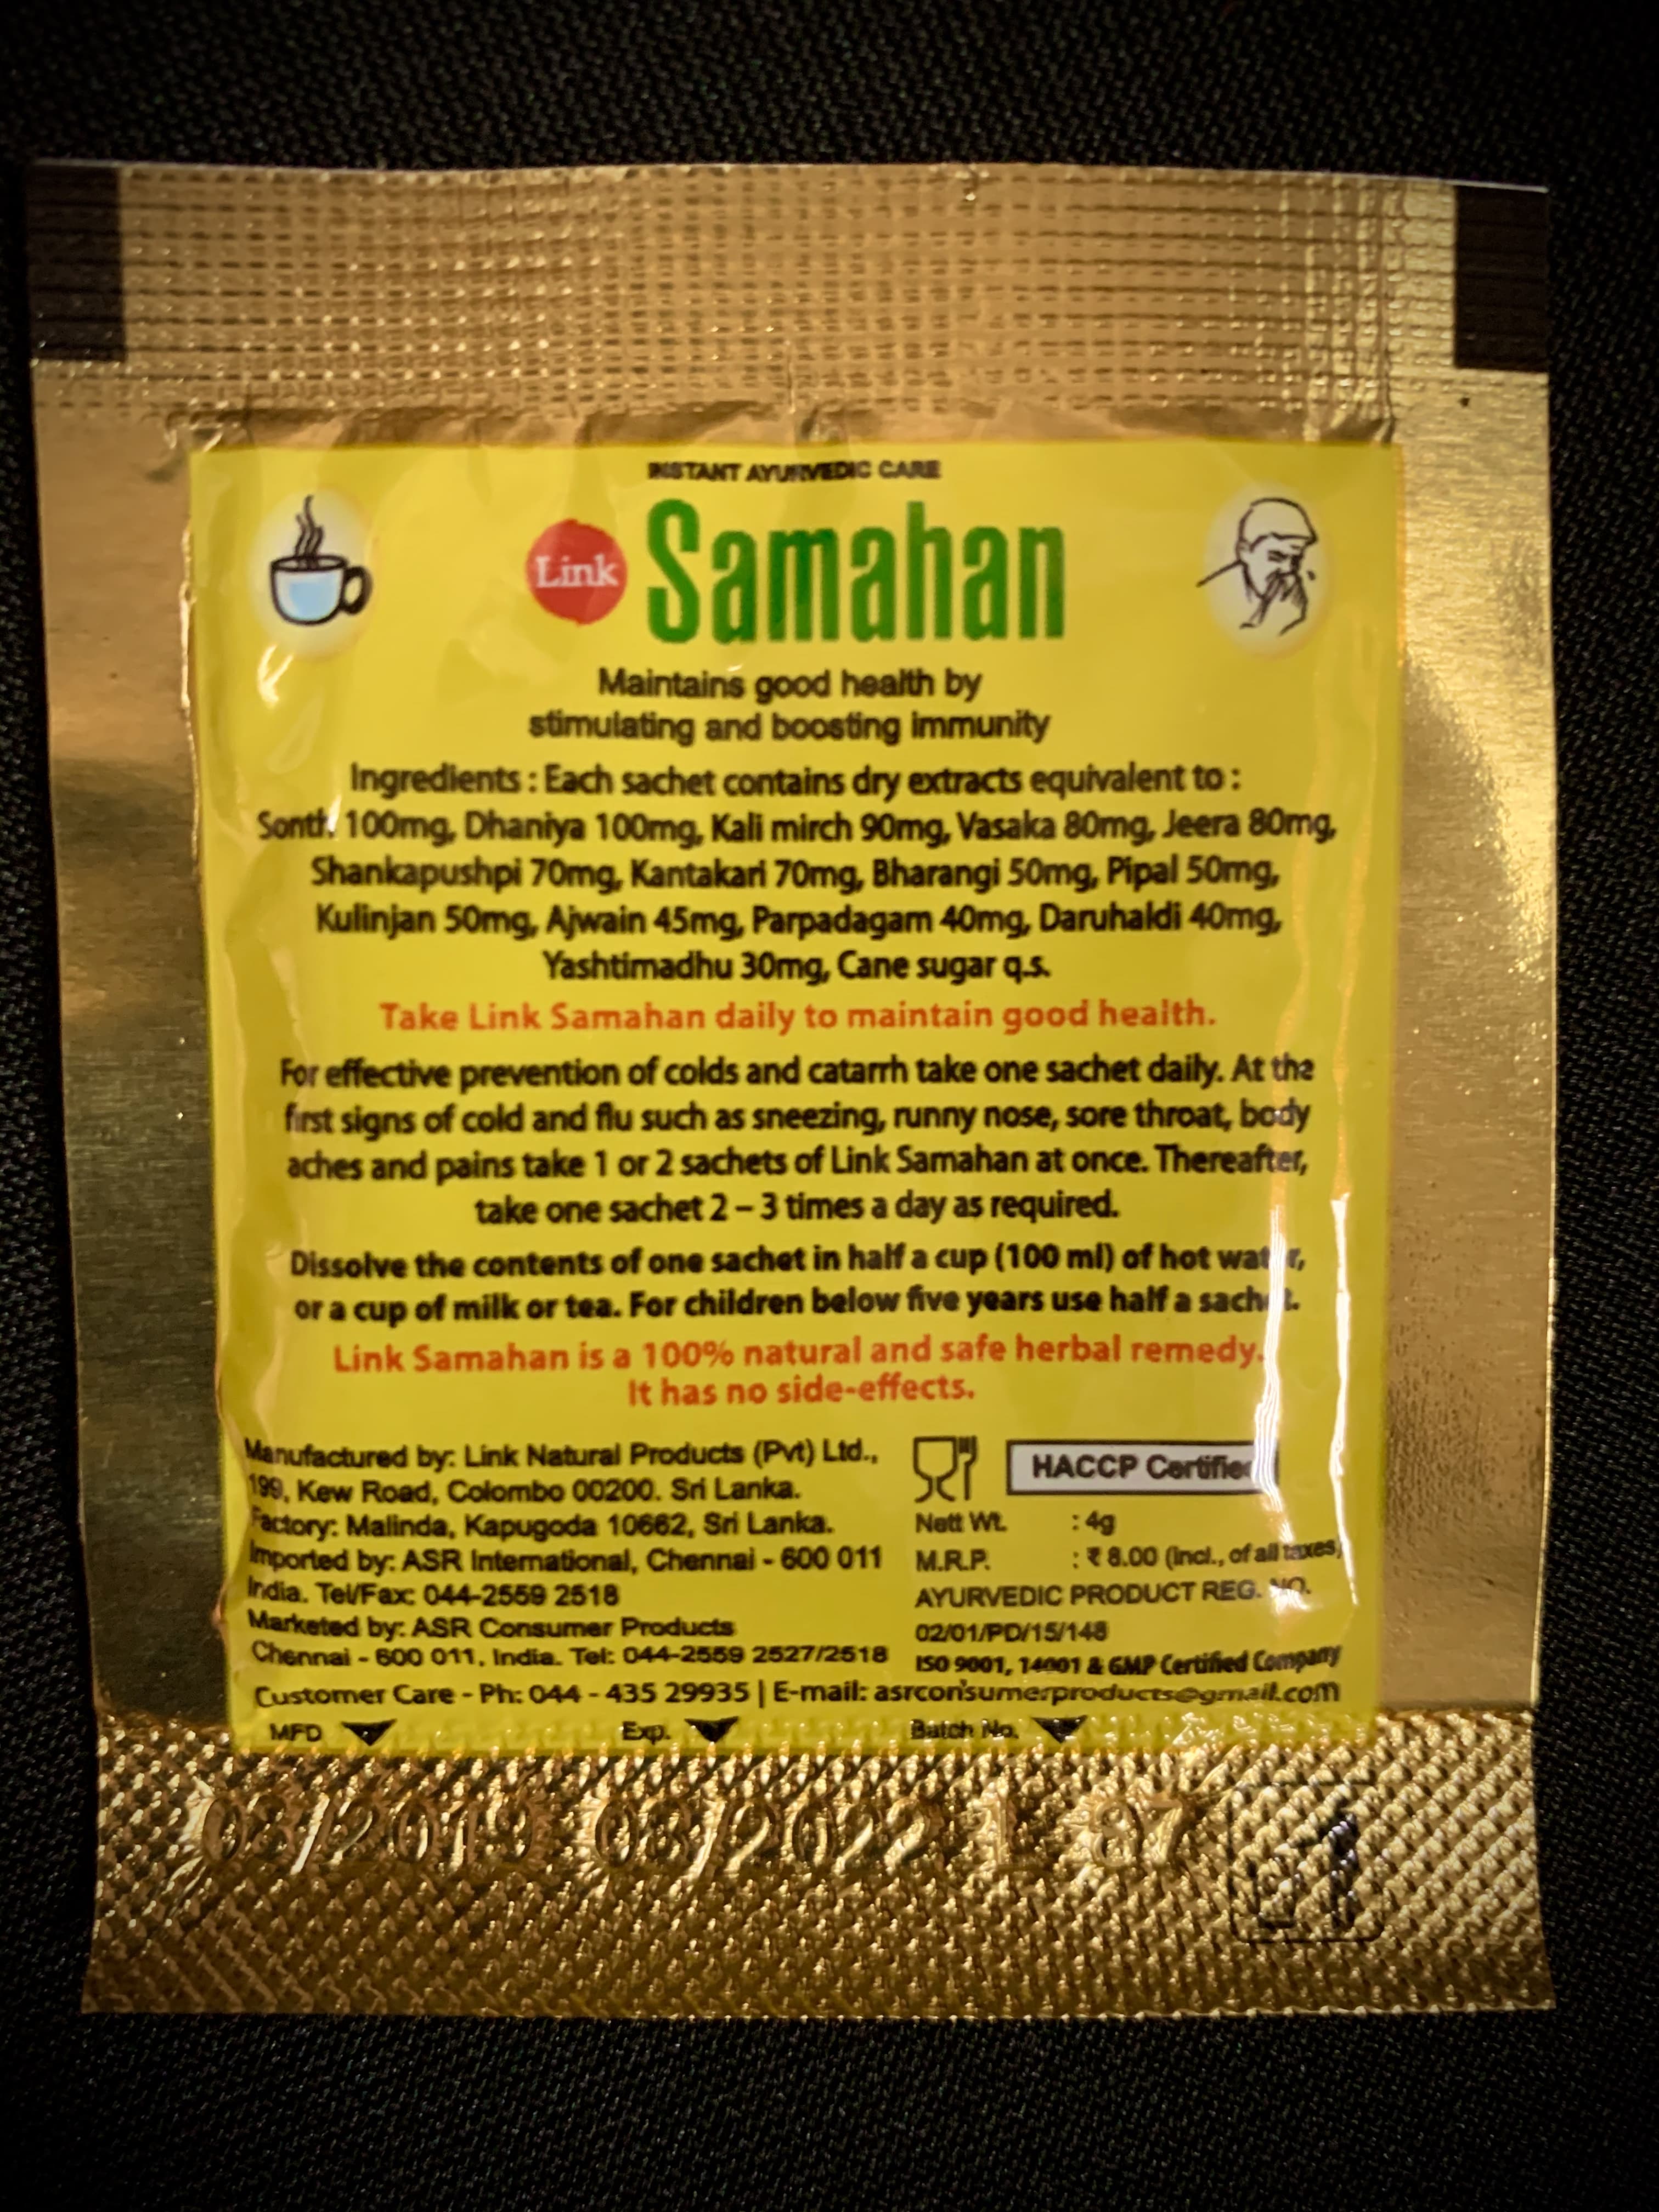 INSTANT AYURVEDIC CARE
Link Samahan
Maintains good health by
stimulating and boosting immunity
Ingredients : Each sachet contains dry extracts equivalent to :
Sonth 100mg, Dhaniya 100mg, Kali mirch 90mg, Vasaka 80mg, Jeera 80mg,
Shankapushpi 70mg, Kantakari 70mg, Bharangi 50mg, Pipal 50mg,
Kulinjan 50mg, Ajwain 45mg, Parpadagam 40mg, Daruhaldi 40mg,
Yashtimadhu 30mg, Cane sugar q.s.
Take Link Samahan daily to maintain good health.
For effective prevention of colds and catarrh take one sachet daily. At the
first signs of cold and flu such as sneezing, runny nose, sore throat, body
aches and pains take 1 or 2 sachets of Link Samahan at once. Thereafter,
take one sachet 2 – 3 times a day as required.
Dissolve the contents of one sachet in half a cup (100 ml) of hot water,
or a cup of milk or tea. For children below five years use half a sachet.
Link Samahan is a 100% natural and safe herbal remedy.
It has no side-effects.
Manufactured by: Link Natural Products (Pvt) Ltd.,
199, Kew Road, Colombo 00200. Sri Lanka.
Factory: Malinda, Kapugoda 10662, Sri Lanka.
Imported by: ASR International, Chennai - 600 011
India. Tel/Fax: 044-2559 2518
Marketed by: ASR Consumer Products
Chennai - 600 011, India. Tel: 044-2559 2527/2518
HACCP Certified
Nett Wt. : 4g
M.R.P. : ₹ 8.00 (Incl., of all taxes)
AYURVEDIC PRODUCT REG. NO.
02/01/PD/15/148
ISO 9001, 14001 & GMP Certified Company
Customer Care - Ph: 044 - 435 29935 | E-mail: asrconsumerproducts@gmail.com
MFD Exp. Batch No.
03/2019 03/2022 1 87